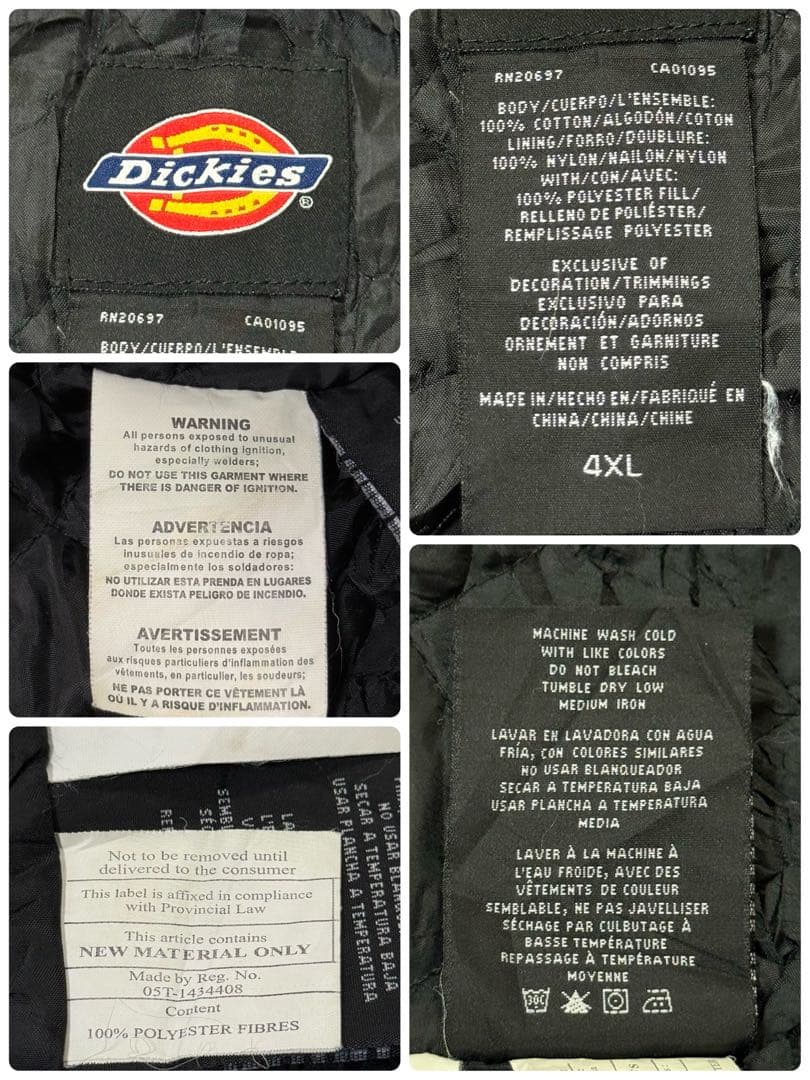 Dickies®
RN20697 CA01095
BODY/CUERPO/L'ENSEMBLE:
RN20697 CA01095
BODY/CUERPO/L'ENSEMBLE:
100% COTTON/ALGODÓN/COTON
LINING/FORRO/DOUBLURE:
100% NYLON/NAILON/NYLON
WITH/CON/AVEC:
100% POLYESTER FILL/
RELLENO DE POLIÉSTER/
REMPLISSAGE POLYESTER
EXCLUSIVE OF
DECORATION/TRIMMINGS
EXCLUSIVO PARA
DECORACIÓN/ADORNOS
ORNEMENT ET GARNITURE
NON COMPRIS
MADE IN/HECHO EN/FABRIQUÉ EN
CHINA/CHINA/CHINE
4XL
WARNING
All persons exposed to unusual
hazards of clothing ignition,
especially welders;
DO NOT USE THIS GARMENT WHERE
THERE IS DANGER OF IGNITION.
ADVERTENCIA
Las personas expuestas a riesgos
inusuales de incendio de ropa;
especialmente los soldadores:
NO UTILIZAR ESTA PRENDA EN LUGARES
DONDE EXISTA PELIGRO DE INCENDIO.
AVERTISSEMENT
Toutes les personnes exposées
aux risques particuliers d'inflammation des
vêtements, en particulier, les soudeurs;
NE PAS PORTER CE VÊTEMENT LÀ
OÙ IL Y A RISQUE D'INFLAMMATION.
MACHINE WASH COLD
WITH LIKE COLORS
DO NOT BLEACH
TUMBLE DRY LOW
MEDIUM IRON
LAVAR EN LAVADORA CON AGUA
FRÍA, CON COLORES SIMILARES
NO USAR BLANQUEADOR
SECAR A TEMPERATURA BAJA
USAR PLANCHA A TEMPERATURA
MEDIA
LAVER À LA MACHINE À
L'EAU FROIDE, AVEC DES
VÊTEMENTS DE COULEUR
SEMBLABLE, NE PAS JAVELLISER
SÉCHAGE PAR CULBUTAGE À
BASSE TEMPÉRATURE
REPASSAGE À TEMPÉRATURE
MOYENNE
30C
NO USAR BLANQ
SECAR A TEMPERATURA BAJA
USAR PLANCHA A TEMPERATURA
LA
L'E
V
SEMB
SÉC
RE
Not to be removed until
delivered to the consumer
This label is affixed in compliance
with Provincial Law
This article contains
NEW MATERIAL ONLY
Made by Reg. No.
05T-1434408
Content
100% POLYESTER FIBRES